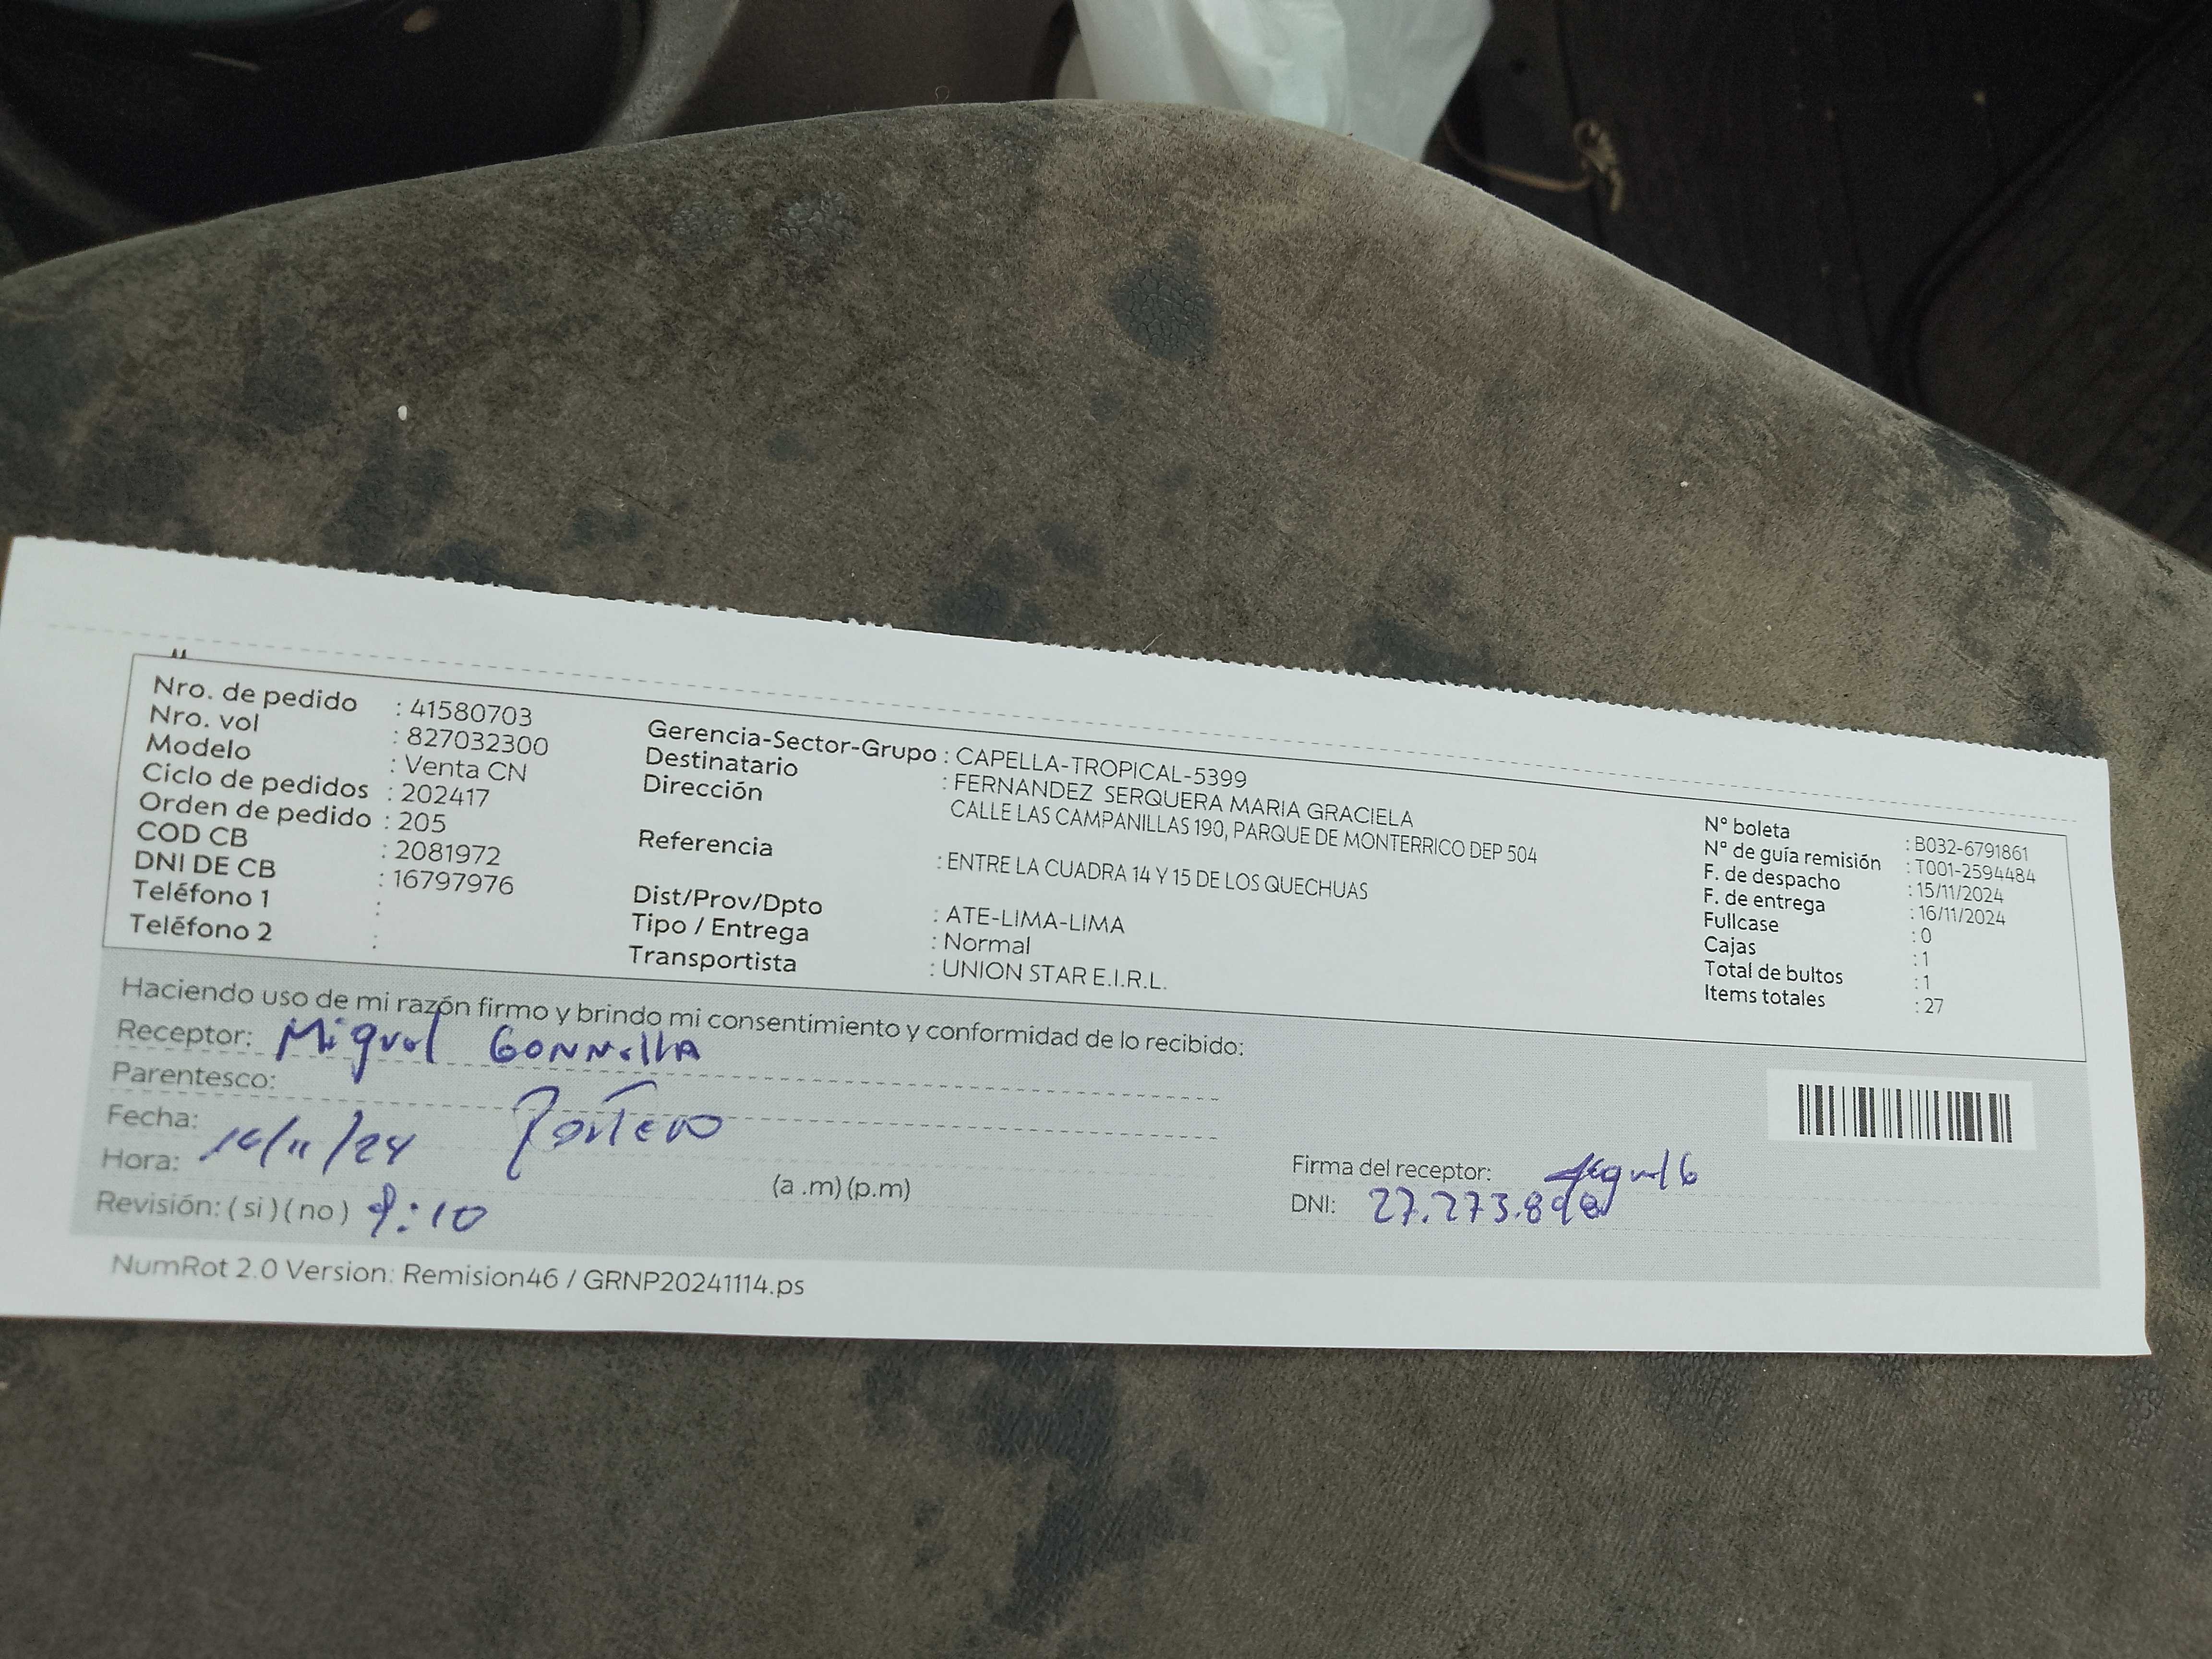 Nro. de pedido : 41580703
Nro. vol : 827032300
Modelo : Venta CN
Ciclo de pedidos : 202417
Orden de pedido : 205
COD CB : 2081972
DNI DE CB : 16797976
Teléfono 1 :
Teléfono 2 :
Gerencia-Sector-Grupo : CAPELLA-TROPICAL-5399
Destinatario : FERNANDEZ SERQUERA MARIA GRACIELA
Dirección CALLE LAS CAMPANILLAS 190, PARQUE DE MONTERRICO DEP 504
Referencia : ENTRE LA CUADRA 14 Y 15 DE LOS QUECHUAS
Dist/Prov/Dpto : ATE-LIMA-LIMA
Tipo / Entrega : Normal
Transportista : UNION STAR E.I.R.L.
N° boleta : B032-6791861
N° de guía remisión : T001-2594484
F. de despacho : 15/11/2024
F. de entrega : 16/11/2024
Fullcase : 0
Cajas : 1
Total de bultos : 1
Items totales : 27
Haciendo uso de mi razón firmo y brindo mi consentimiento y conformidad de lo recibido:
Receptor: Miguel
Parentesco: Portero
Fecha: 16/11/24
Hora: (a .m) (p.m)
Revisión: ( si ) ( no ) 9:10
Firma del receptor:
DNI:
NumRot 2.0 Version: Remision46 / GRNP20241114.ps